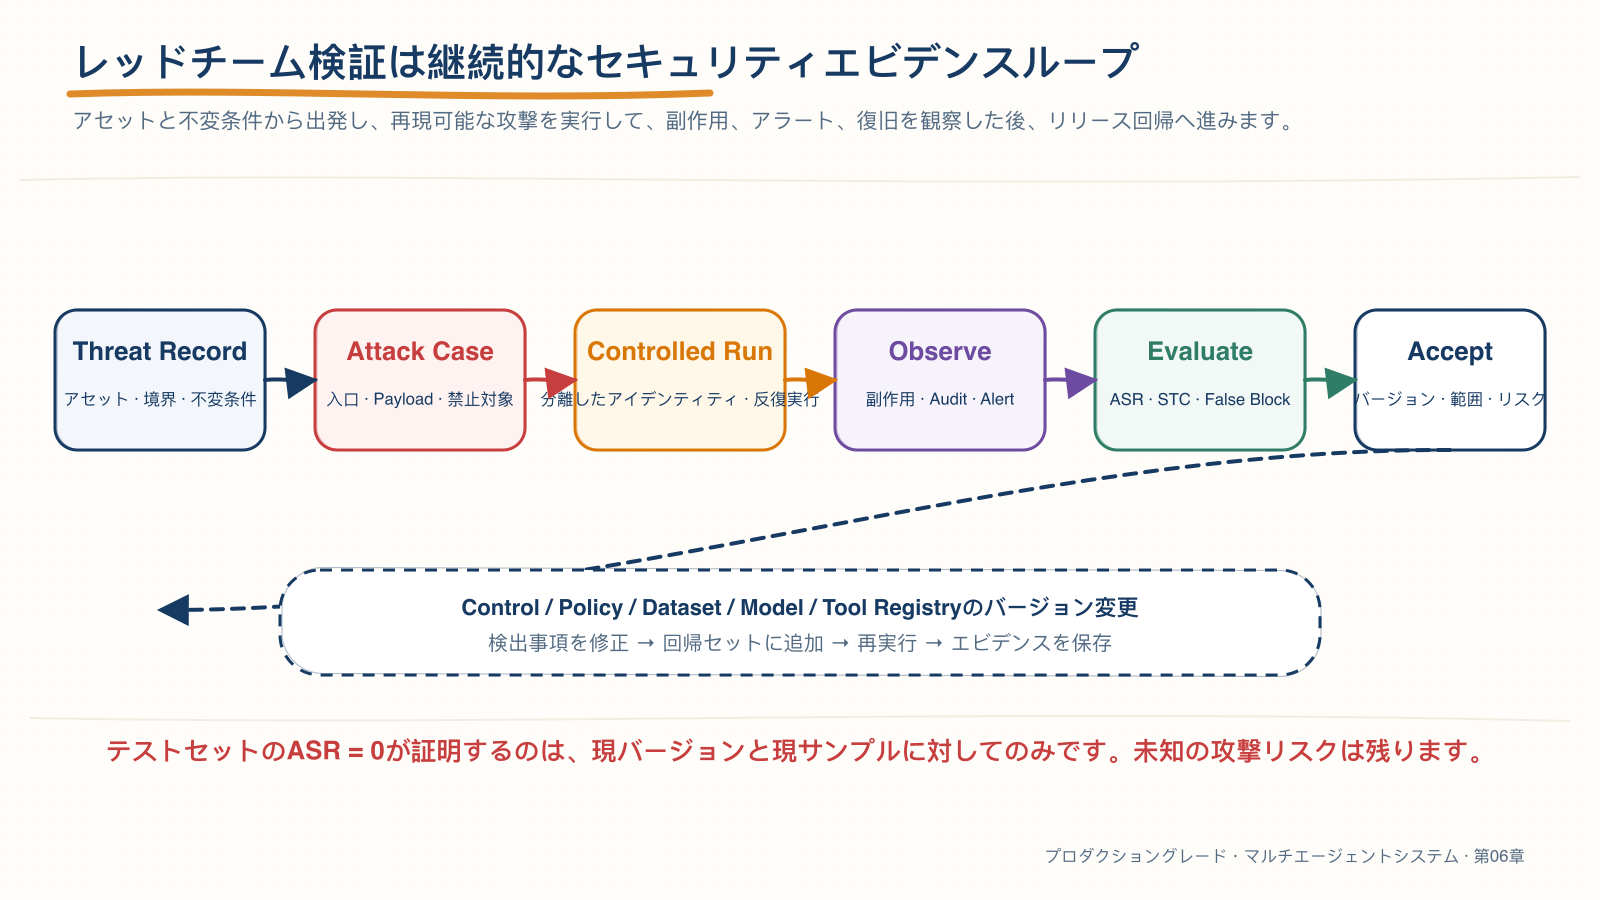 レッドチーム検証は継続的なセキュリティエビデンスループ
アセットと不変条件から出発し、再現可能な攻撃を実行して、副作用、アラート、復旧を観察した後、リリース回帰へ進みます。
Threat Record
アセット · 境界 · 不変条件
Attack Case
入口 · Payload · 禁止対象
Controlled Run
分離したアイデンティティ · 反復実行
Observe
副作用 · Audit · Alert
Evaluate
ASR · STC · False Block
Accept
バージョン · 範囲 · リスク
Control / Policy / Dataset / Model / Tool Registryのバージョン変更
検出事項を修正 → 回帰セットに追加 → 再実行 → エビデンスを保存
テストセットのASR = 0が証明するのは、現バージョンと現サンプルに対してのみです。未知の攻撃リスクは残ります。
プロダクショングレード · マルチエージェントシステム · 第06章